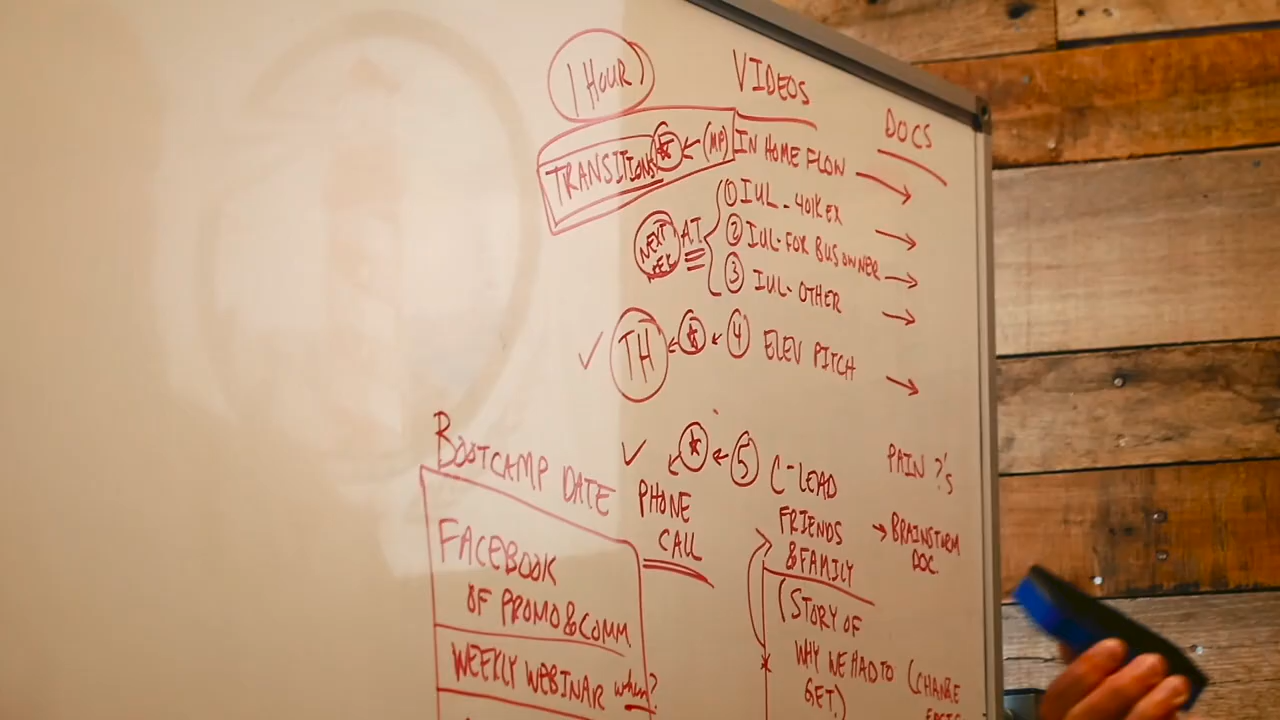 1 HOUR
VIDEOS
DOCS
TRANSITIONS ← (MP) IN HOME FLOW →
NEXT WEEK AT
① IUL - 401K EX →
② IUL - FOR BUS OWNER →
③ IUL - OTHER →
✓ TH ← ← ④ ELEV PITCH →
✓ ← ⑤ C-LEAD
PAIN ?'s
PHONE
CALL
FRIENDS
& FAMILY
→ BRAINSTORM
DOC.
(STORY OF
WHY WE HAD TO
GET)
(CHANGE
BOOTCAMP DATE
FACEBOOK
OF PROMO & COMM
WEEKLY WEBINAR when?